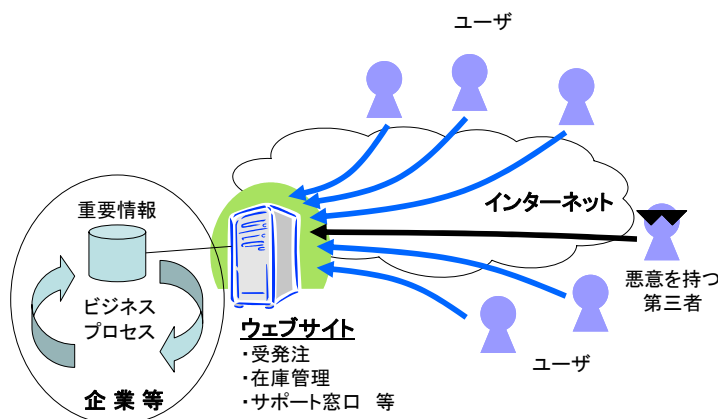 ユーザ
インターネット
重要情報
ビジネス
プロセス
企 業 等
ウェブサイト
・受発注
・在庫管理
・サポート窓口 等
悪意を持つ
第三者
ユーザ